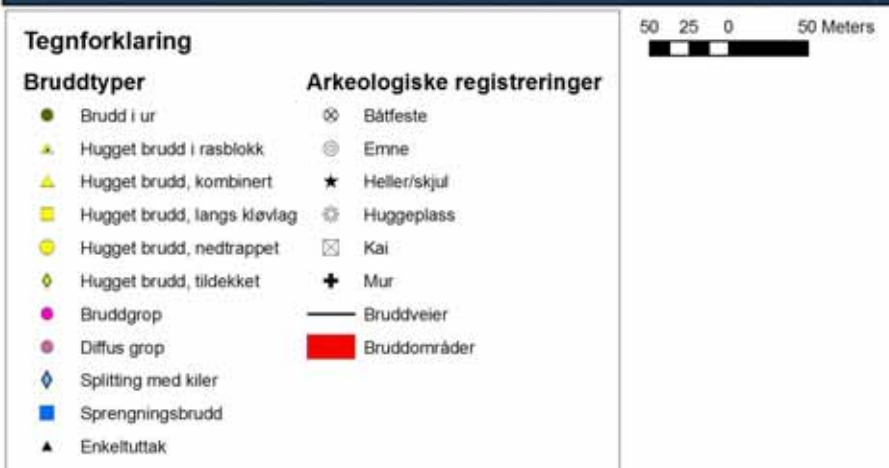 Tegnforklaring
Bruddtyper
Brudd i ur
Hugget brudd i rasblokk
Hugget brudd, kombinert
Hugget brudd, langs kløvlag
Hugget brudd, nedtrappet
Hugget brudd, tildekket
Bruddgrop
Diffus grop
Splitting med kiler
Sprengningsbrudd
Enkeltuttak
Arkeologiske registreringer
Båtfeste
Emne
Heller/skjul
Huggeplass
Kai
Mur
Bruddveier
Bruddområder
50 25 0 50 Meters